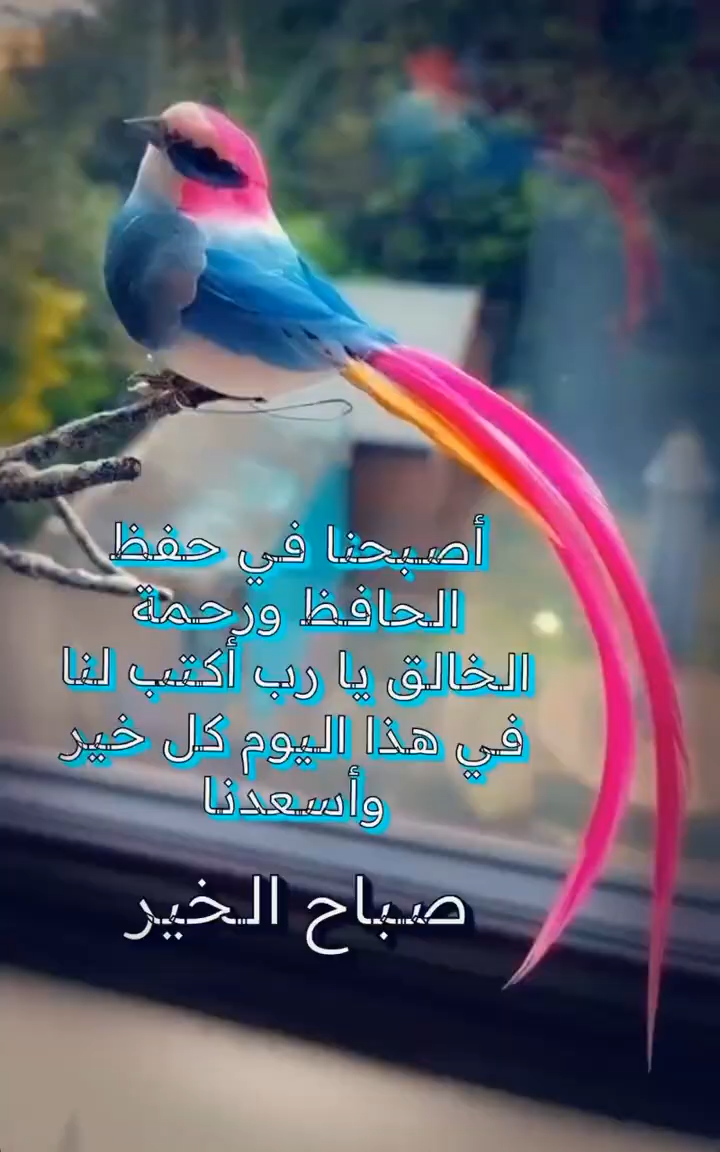 أصبحنا في حفظ
الحافظ ورحمة
الخالق يا رب أكتب لنا
في هذا اليوم كل خير
وأسعدنا
صباح الخير